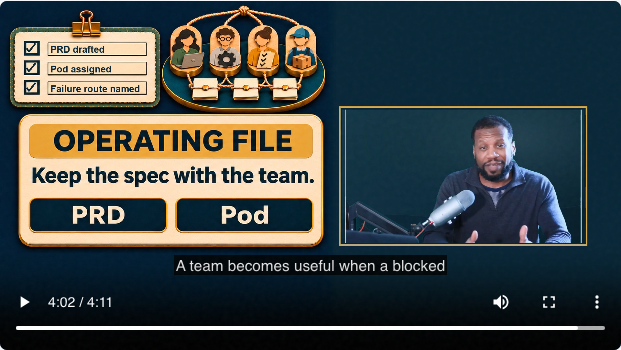 PRD drafted
Pod assigned
Failure route named
OPERATING FILE
Keep the spec with the team.
PRD
Pod
A team becomes useful when a blocked
4:02 / 4:11